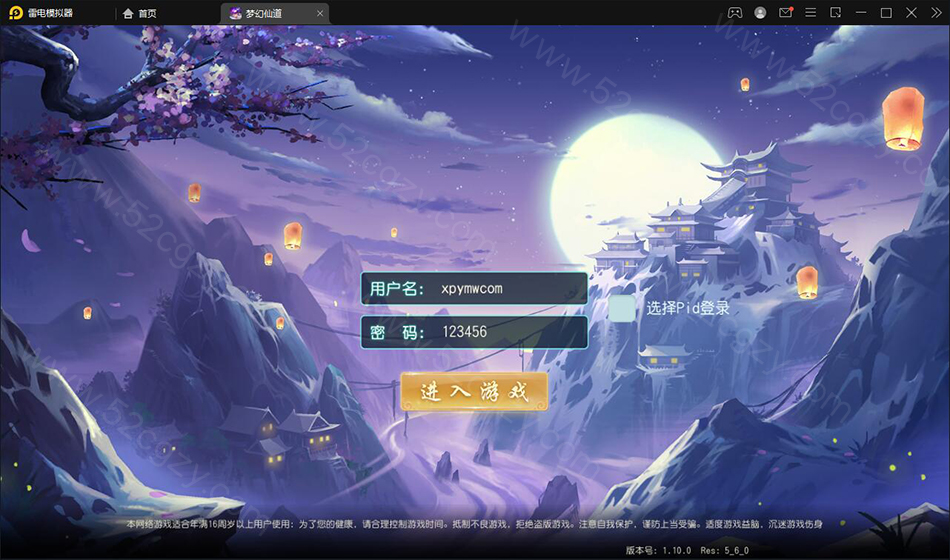 雷电模拟器 首页 梦幻仙道
用户名： xpymwcom
密 码： 123456
选择Pid登录
进入游戏
本网络游戏适合年满16周岁以上用户使用；为了您的健康，请合理控制游戏时间。抵制不良游戏，拒绝盗版游戏。注意自我保护，谨防上当受骗。适度游戏益脑，沉迷游戏伤身
版本号: 1.10.0 Res: 5_6_0